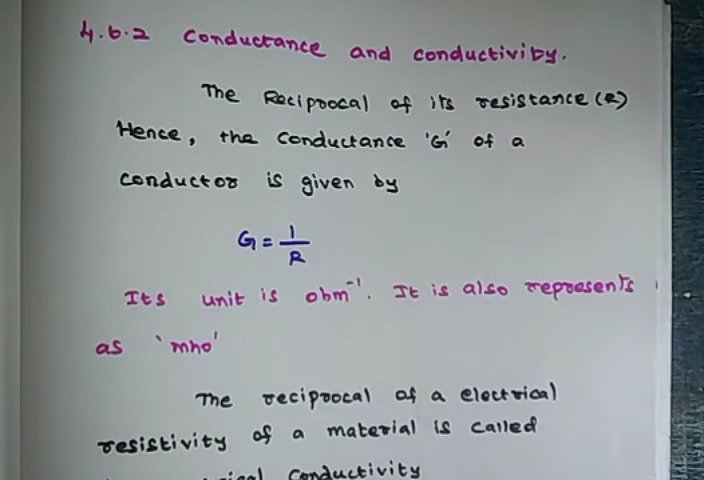 4.6.2 Conductance and conductivity.
The Reciprocal of its resistance (R)
Hence, the Conductance 'G' of a
conductor is given by
G = 1/R
Its unit is ohm⁻¹. It is also represents
as 'mho'
The reciprocal of a electrical
resistivity of a material is called
conductivity